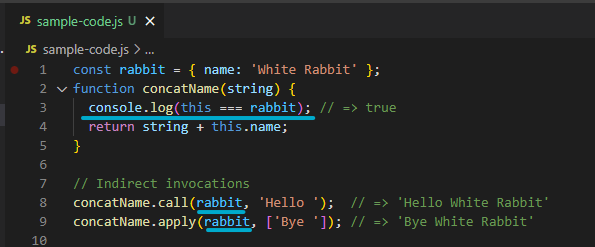 JS sample-code.js U ×
JS sample-code.js > ...
1 const rabbit = { name: 'White Rabbit' };
2 function concatName(string) {
3 console.log(this === rabbit); // => true
4 return string + this.name;
5 }
6
7 // Indirect invocations
8 concatName.call(rabbit, 'Hello '); // => 'Hello White Rabbit'
9 concatName.apply(rabbit, ['Bye ']); // => 'Bye White Rabbit'
10